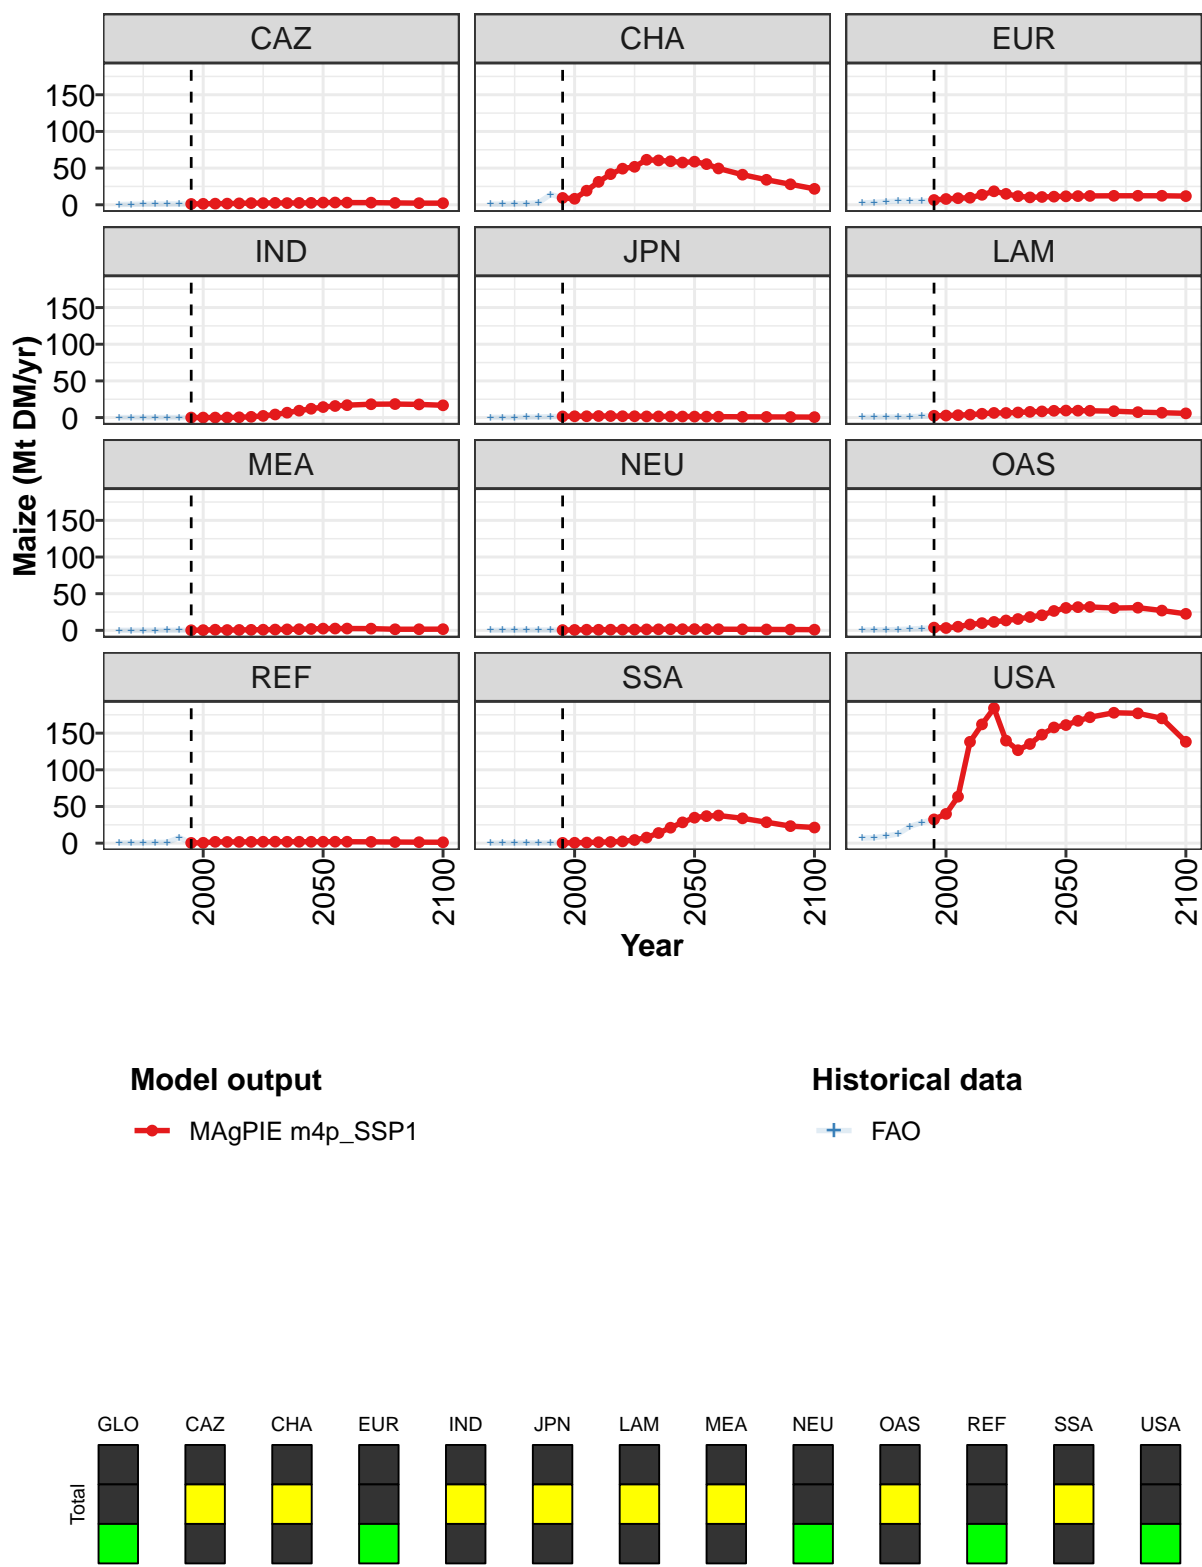 CAZ CHA EUR
150
100
50
0
IND JPN LAM
150
100
50
0
MEA NEU OAS
150
100
50
0
REF SSA USA
150
100
50
0
Maize (Mt DM/yr)
2000 2050 2100 2000 2050 2100 2000 2050 2100
Year
Model output Historical data
MAgPIE m4p_SSP1 FAO
GLO CAZ CHA EUR IND JPN LAM MEA NEU OAS REF SSA USA
Total